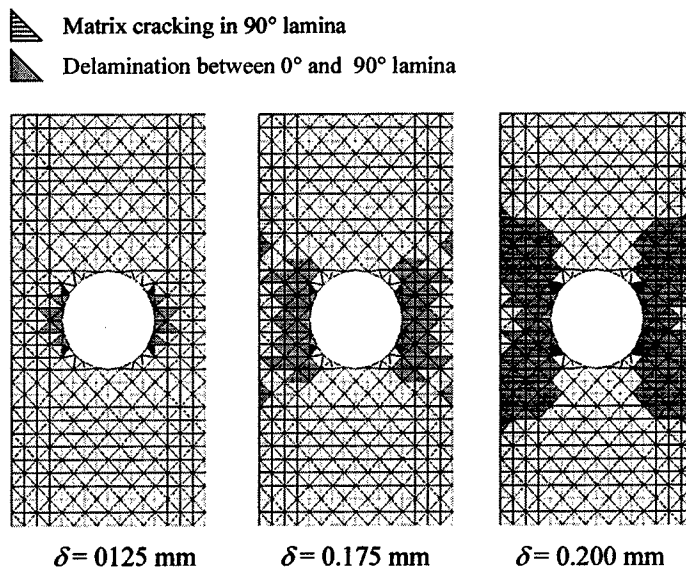 Matrix cracking in 90° lamina
Delamination between 0° and 90° lamina
δ= 0125 mm
δ= 0.175 mm
δ= 0.200 mm